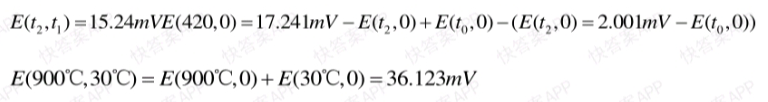 E(t₂,t₁)=15.24mVE(420,0)=17.241mV−E(t₂,0)+E(t₀,0)−(E(t₂,0)=2.001mV−E(t₀,0))
E(900℃,30℃)=E(900℃,0)+E(30℃,0)=36.123mV